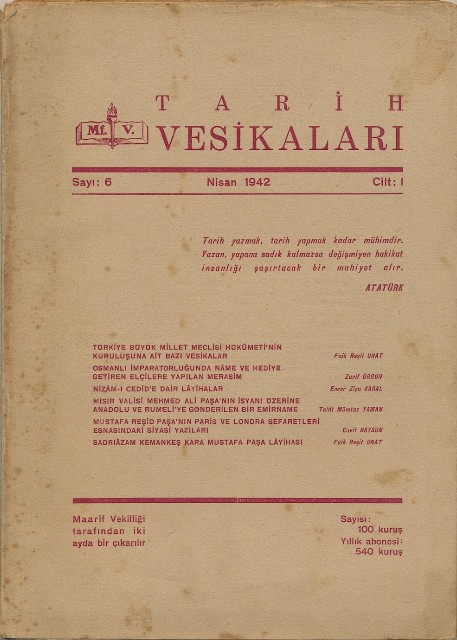 TARİH
Mf. V.
VESİKALARI
Sayı: 6 Nisan 1942 Cilt: I
Tarih yazmak, tarih yapmak kadar mühimdir.
Yazan, yapana sadık kalmazsa değişmiyen hakikat
insanlığı şaşırtacak bir mahiyet alır.
ATATÜRK
TÜRKİYE BÜYÜK MİLLET MECLİSİ HÜKÛMETİ'NİN
KURULUŞUNA AİT BAZI VESİKALAR Faik Reşit UNAT
OSMANLI İMPARATORLUĞUNDA NÂME VE HEDİYE
GETİREN ELÇİLERE YAPILAN MERASİM Zarif ORGUN
NİZÂM-I CEDİD'E DAİR LÂYİHALAR Enver Ziya KARAL
MISIR VALİSİ MEHMED ALİ PAŞA'NIN İSYANI ÜZERİNE
ANADOLU VE RUMELİ'YE GÖNDERİLEN BİR EMİRNAME Talât Mümtaz YAMAN
MUSTAFA REŞİD PAŞA'NIN PARİS VE LONDRA SEFARETLERİ
ESNASINDAKİ SİYASİ YAZILARI Cavit BAYSUN
SADRIÂZAM KEMANKEŞ KARA MUSTAFA PAŞA LÂYİHASI Faik Reşit UNAT
Maarif Vekilliği
tarafından iki
ayda bir çıkarılır
Sayısı:
100 kuruş
Yıllık abonesi:
540 kuruş